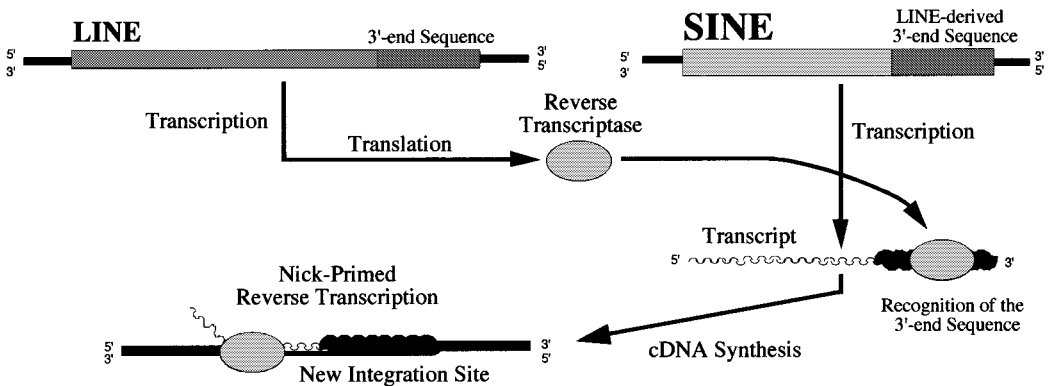 LINE
3'-end Sequence
5'
3'
3'
5'
SINE
LINE-derived
3'-end Sequence
5'
3'
3'
5'
Transcription
Translation
Reverse
Transcriptase
Transcription
Transcript
5'
3'
Recognition of the
3'-end Sequence
Nick-Primed
Reverse Transcription
5'
3'
3'
5'
New Integration Site
cDNA Synthesis